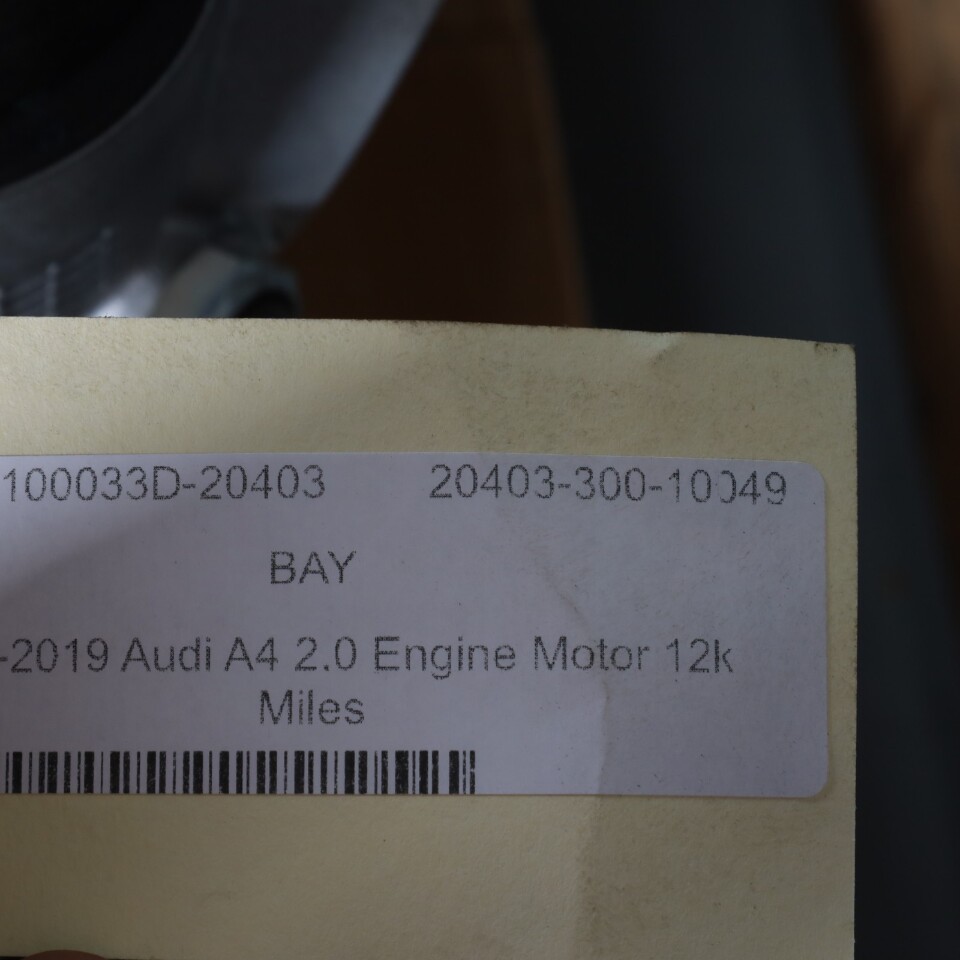 100033D-20403 20403-300-10049
BAY
-2019 Audi A4 2.0 Engine Motor 12k
Miles